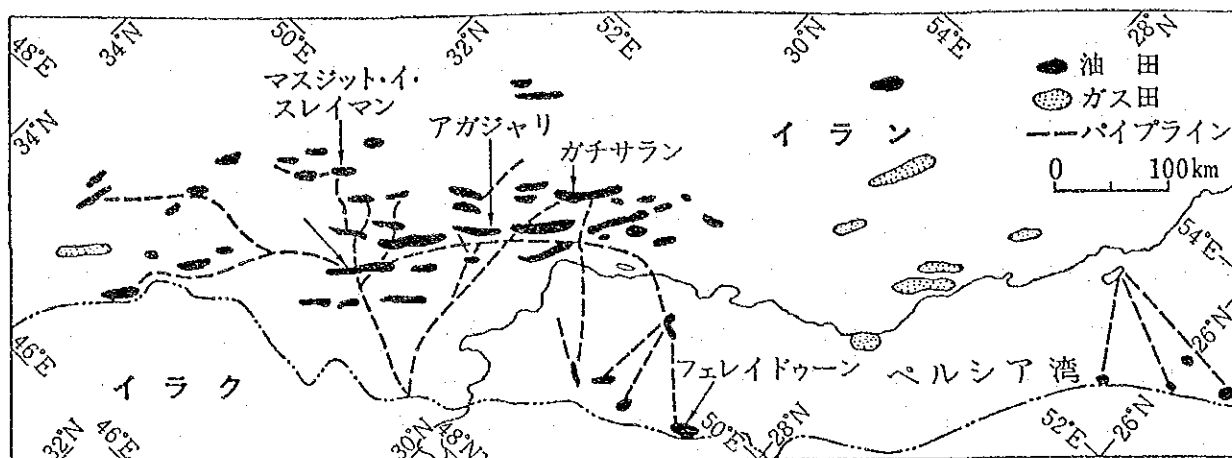 48°E
34°N
50°E
32°N
52°E
30°N
54°E
28°N
マスジット・イ・
スレイマン
アガジャリ
ガチサラン
イラン
油田
ガス田
パイプライン
0 100km
34°N
54°E
26°N
46°E
イラク
フェレイドゥーン
ペルシア湾
32°N
46°E
30°N
48°N
50°E
28°N
52°E
26°N